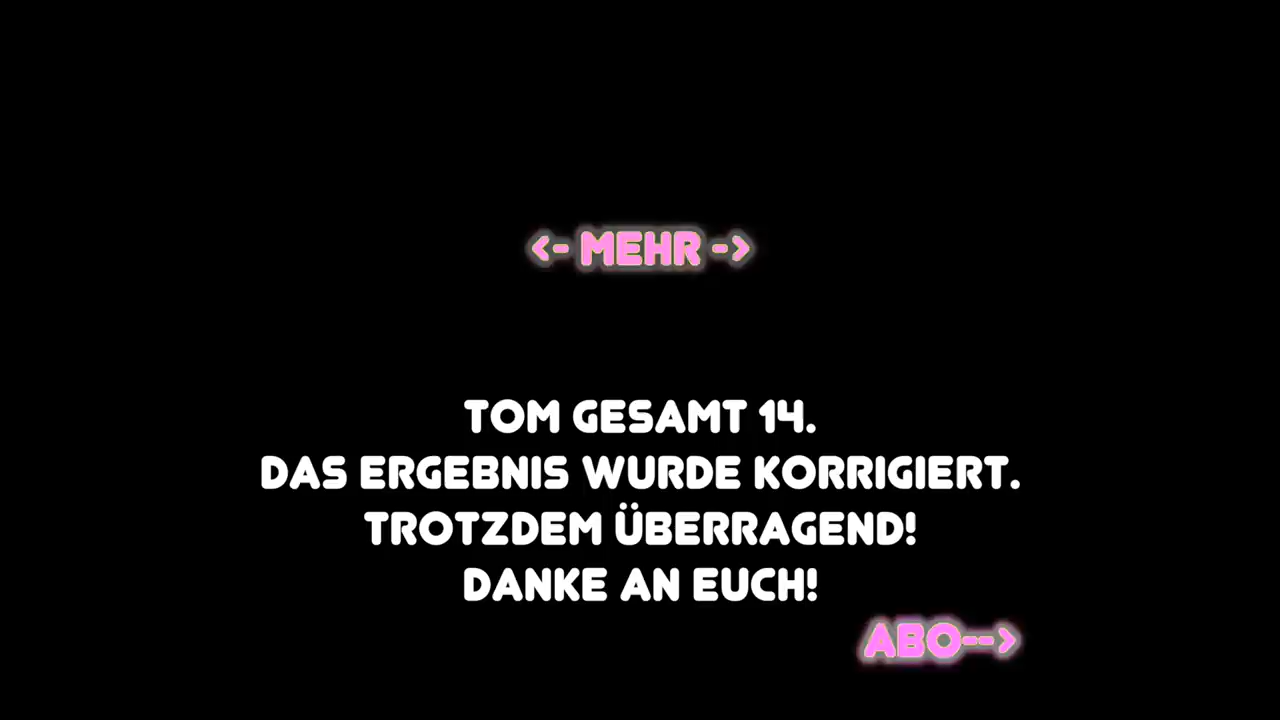 <- MEHR ->
TOM GESAMT 14.
DAS ERGEBNIS WURDE KORRIGIERT.
TROTZDEM ÜBERRAGEND!
DANKE AN EUCH!
ABO-->